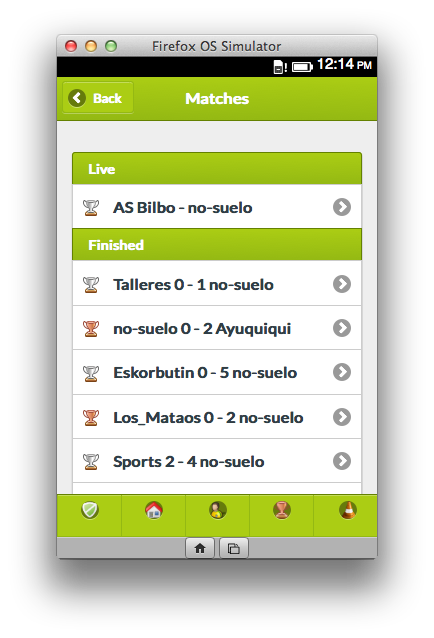 Firefox OS Simulator
12:14 PM
Back
Matches
Live
AS Bilbo - no-suelo
Finished
Talleres 0 - 1 no-suelo
no-suelo 0 - 2 Ayuquiqui
Eskorbutin 0 - 5 no-suelo
Los_Mataos 0 - 2 no-suelo
Sports 2 - 4 no-suelo